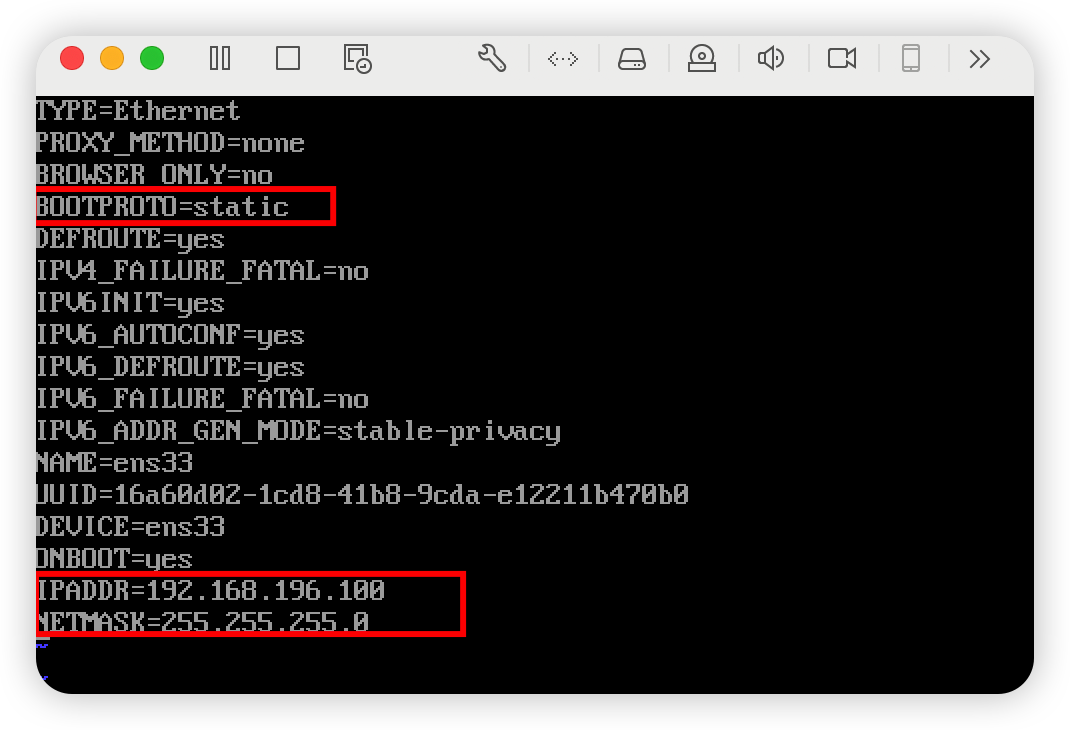 TYPE=Ethernet
PROXY_METHOD=none
BROWSER_ONLY=no
BOOTPROTO=static
DEFROUTE=yes
IPV4_FAILURE_FATAL=no
IPV6INIT=yes
IPV6_AUTOCONF=yes
IPV6_DEFROUTE=yes
IPV6_FAILURE_FATAL=no
IPV6_ADDR_GEN_MODE=stable-privacy
NAME=ens33
UUID=16a60d02-1cd8-41b8-9cda-e12211b470b0
DEVICE=ens33
ONBOOT=yes
IPADDR=192.168.196.100
NETMASK=255.255.255.0
~
~